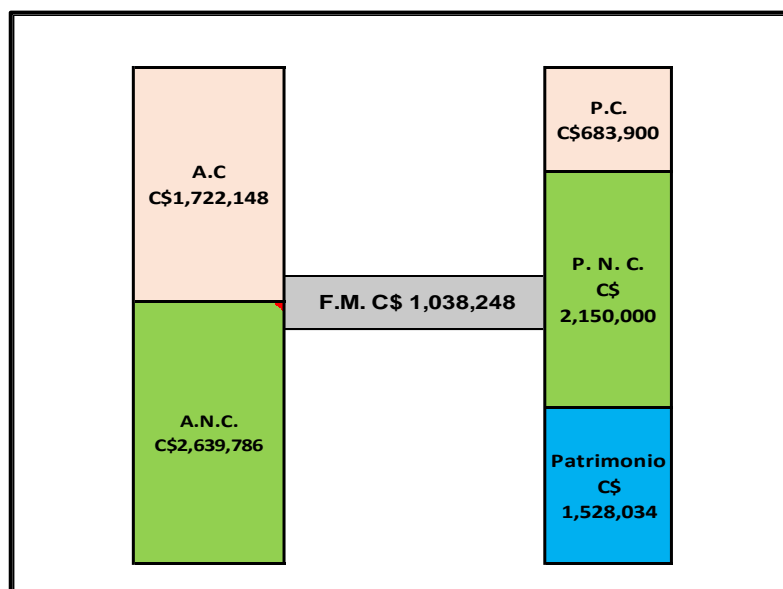 A.C
C$1,722,148
A.N.C.
C$2,639,786
F.M. C$ 1,038,248
P.C.
C$683,900
P. N. C.
C$
2,150,000
Patrimonio
C$
1,528,034